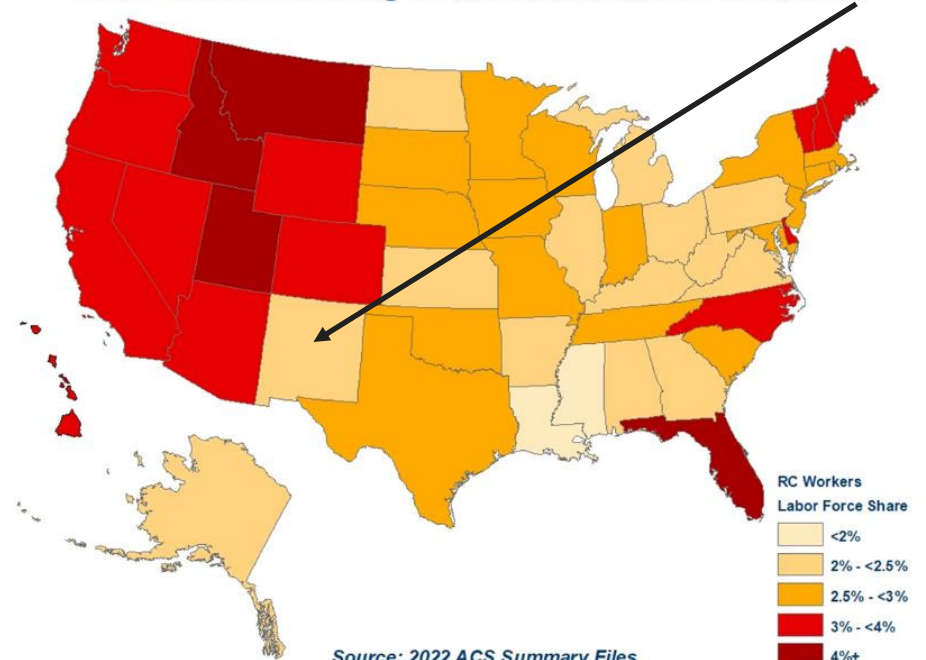 RC Workers
Labor Force Share
<2%
2% - <2.5%
2.5% - <3%
3% - <4%
4%+
Source: 2022 ACS Summary Files